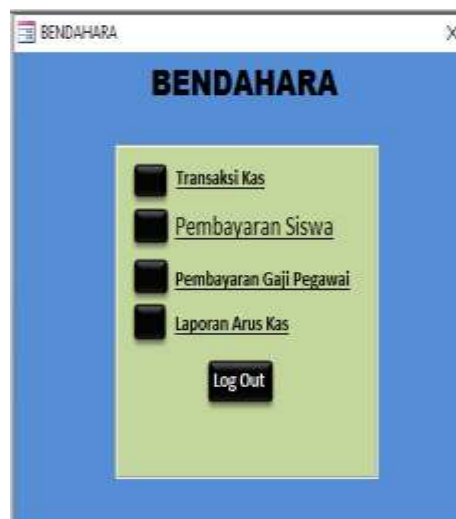 BENDAHARA
BENDAHARA
Transaksi Kas
Pembayaran Siswa
Pembayaran Gaji Pegawai
Laporan Arus Kas
Log Out